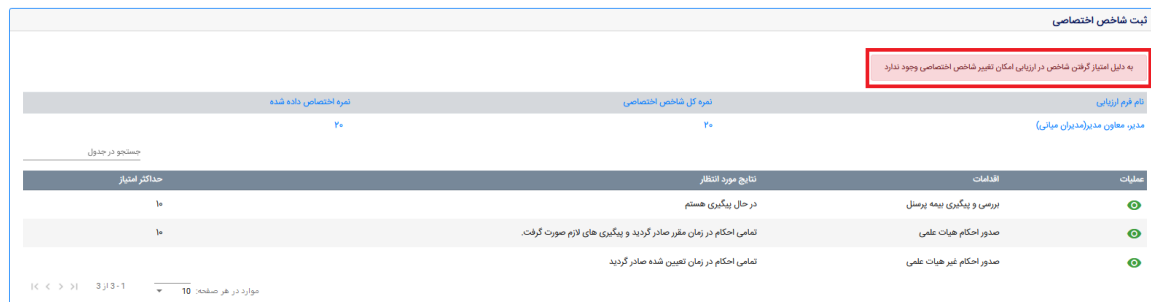 ثبت شاخص اختصاصی
به دلیل امتیاز گرفتن شاخص در ارزیابی امکان تغییر شاخص اختصاصی وجود ندارد
نام فرم ارزیابی نمره کل شاخص اختصاصی نمره اختصاص داده شده
مدیر، معاون مدیر(مدیران میانی) ۲۰ ۲۰
جستجو در جدول
عملیات اقدامات نتایج مورد انتظار حداکثر امتیاز
بررسی و پیگیری بیمه پرسنل در حال پیگیری هستم ۱۰
صدور احکام هیات علمی تمامی احکام در زمان مقرر صادر گردید و پیگیری های لازم صورت گرفت. ۱۰
صدور احکام غیر هیات علمی تمامی احکام در زمان تعیین شده صادر گردید
موارد در هر صفحه: 10 1 - 3 از 3